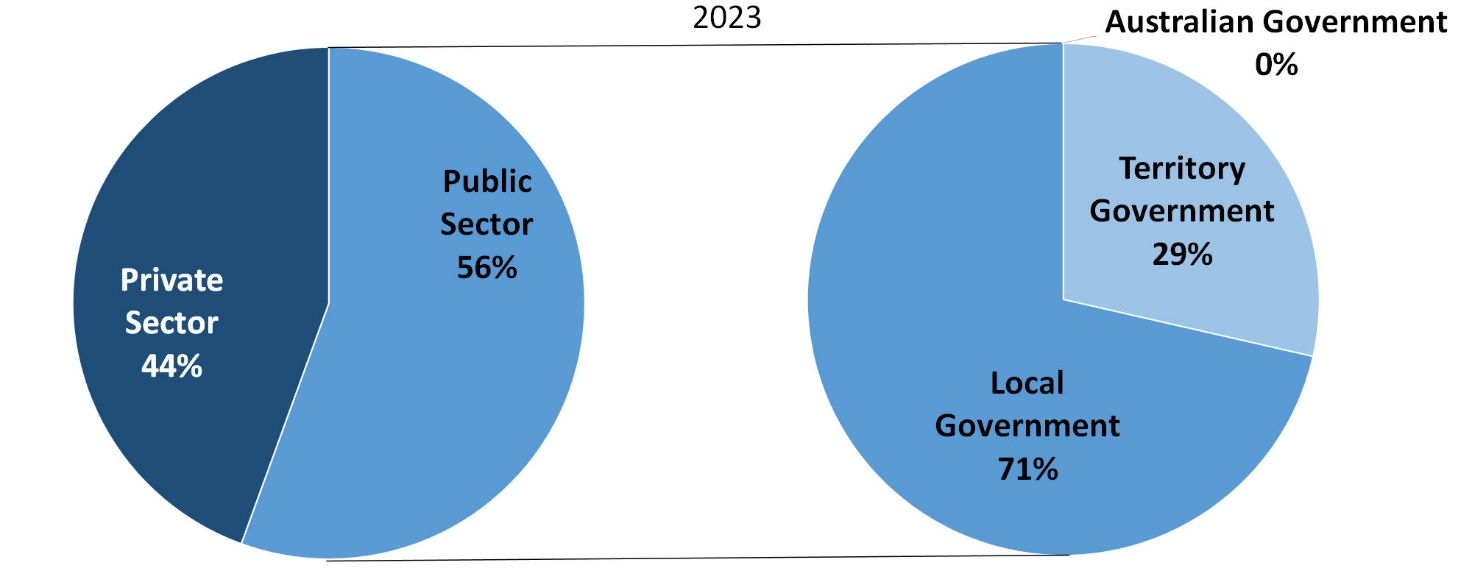 2023
Australian Government
0%
Public
Sector
56%
Private
Sector
44%
Territory
Government
29%
Local
Government
71%